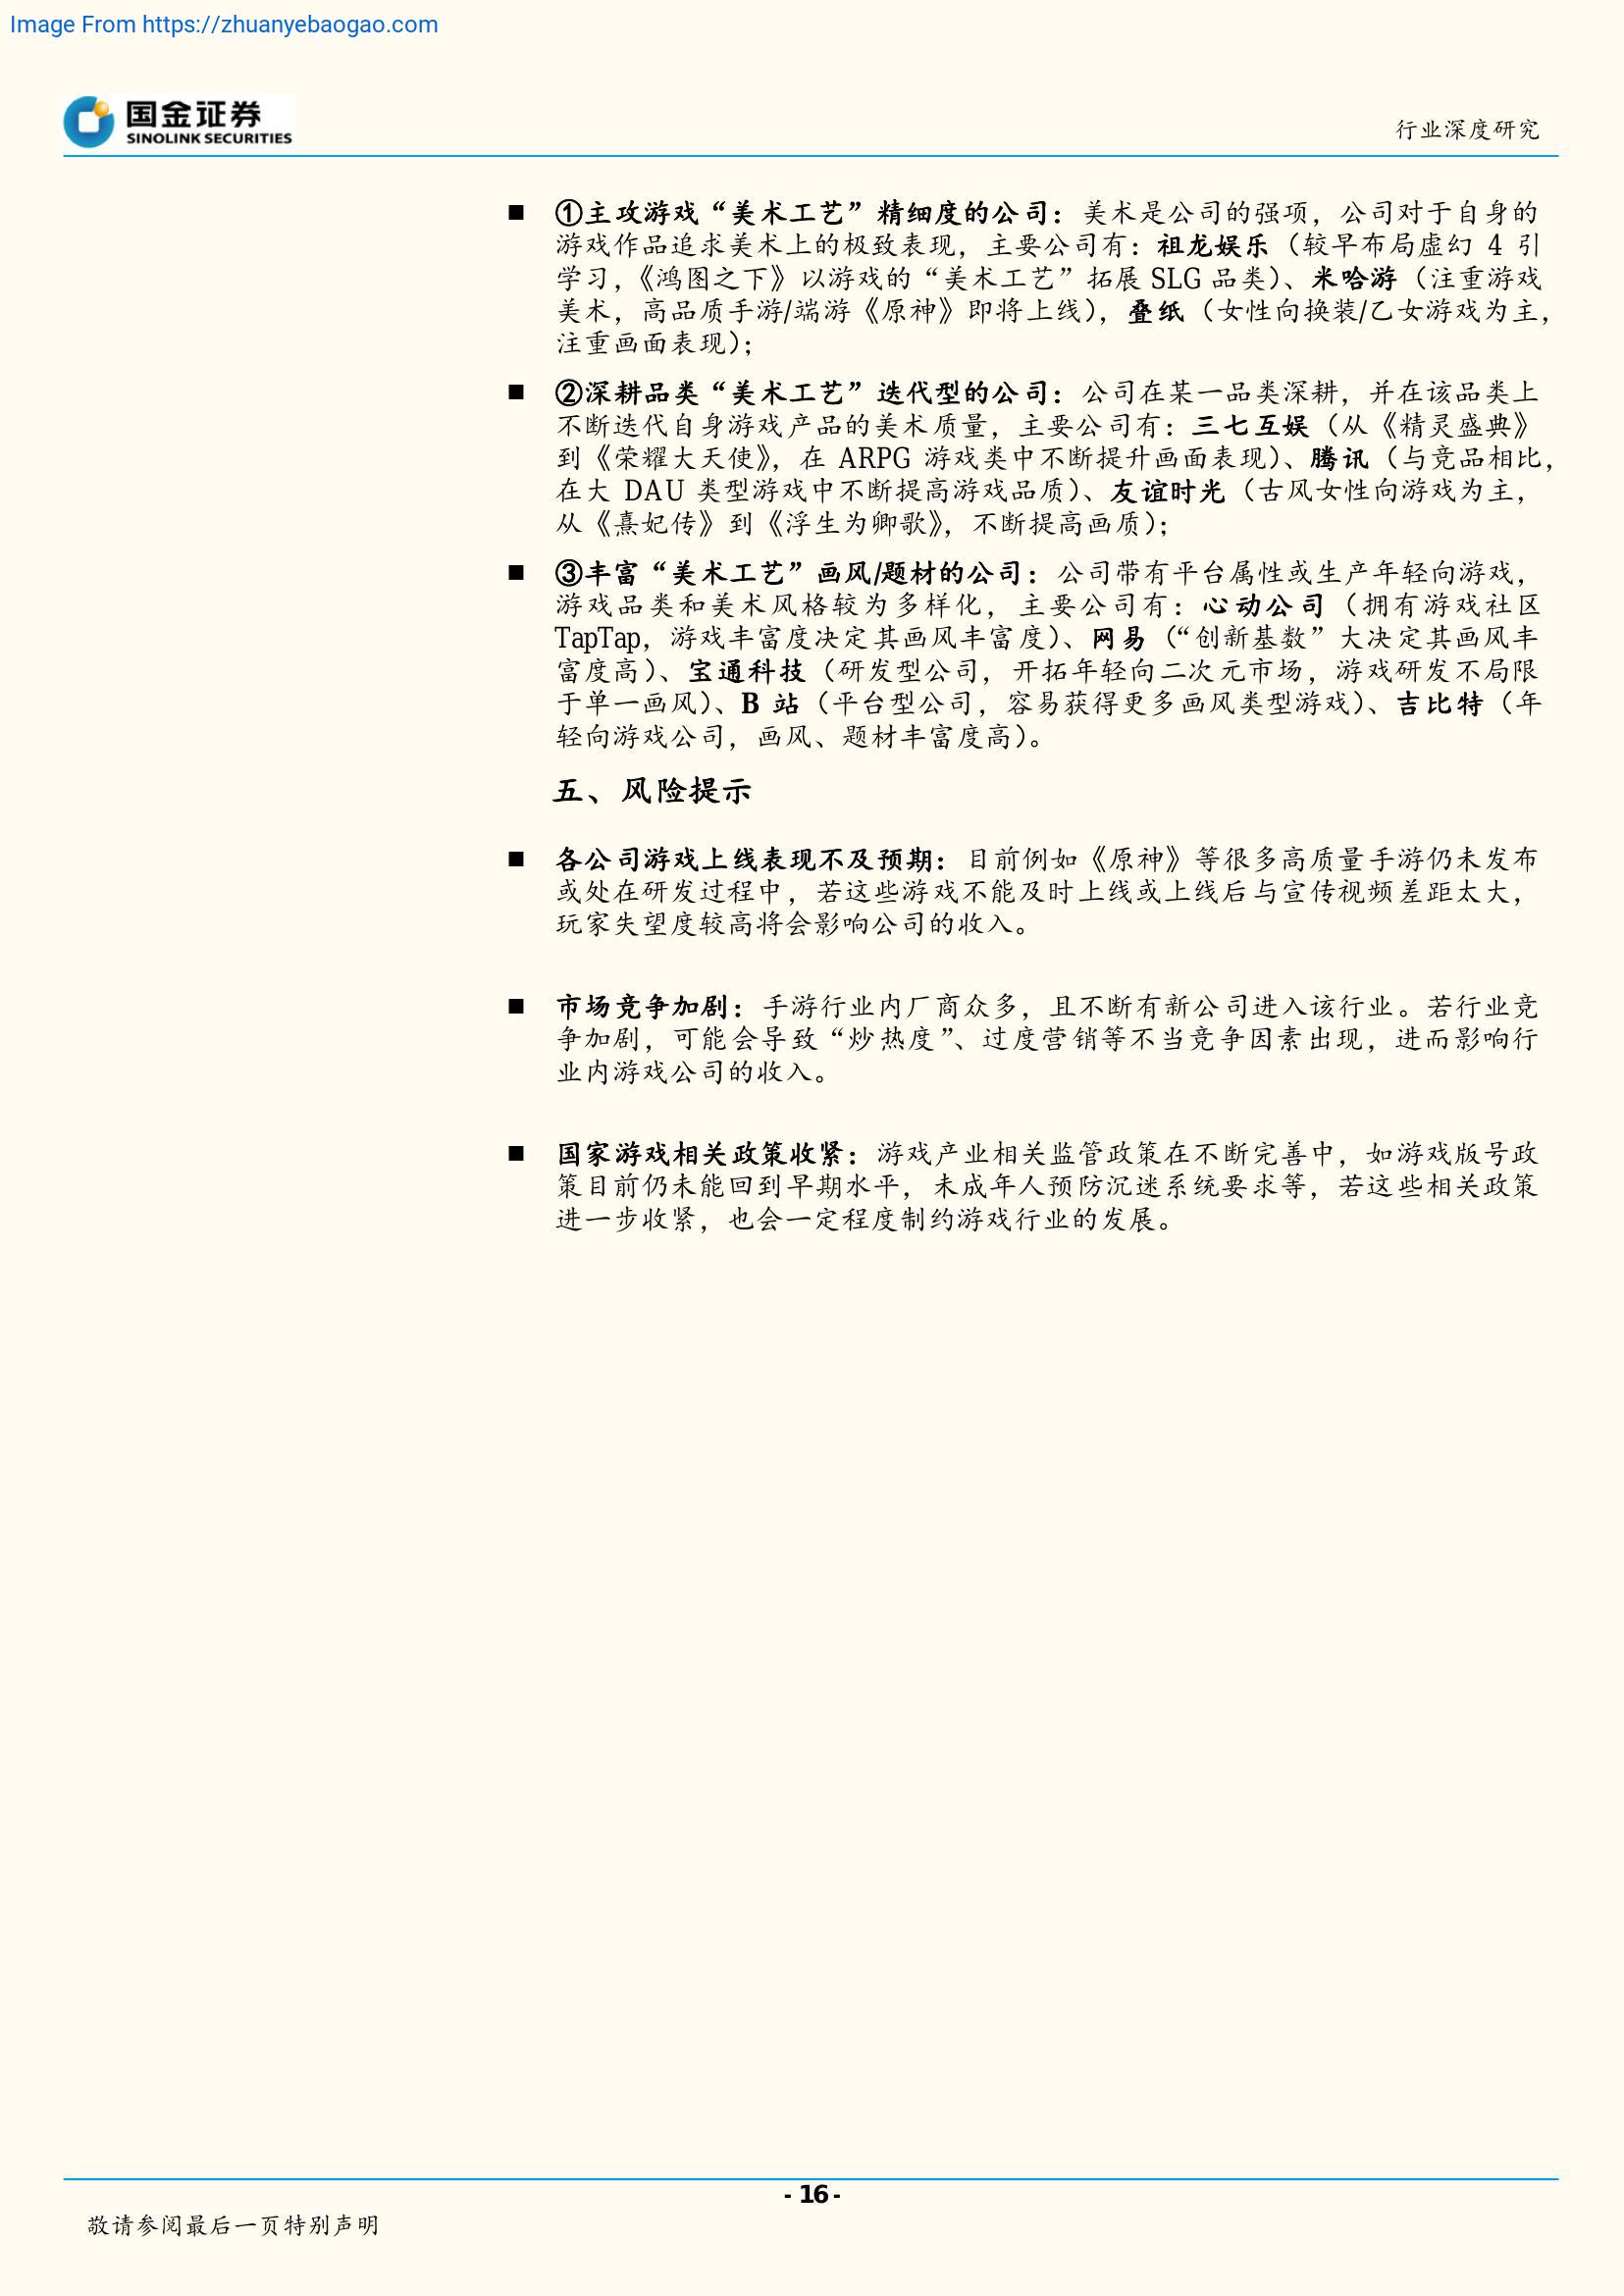 Image From https://zhuanyebaogao.com
国金证券
SINOLINK SECURITIES
行业深度研究
■ ①主攻游戏“美术工艺”精细度的公司：美术是公司的强项，公司对于自身的
游戏作品追求美术上的极致表现，主要公司有：祖龙娱乐（较早布局虚幻 4 引
学习，《鸿图之下》以游戏的“美术工艺”拓展 SLG 品类）、米哈游（注重游戏
美术，高品质手游/端游《原神》即将上线），叠纸（女性向换装/乙女游戏为主，
注重画面表现）；
■ ②深耕品类“美术工艺”迭代型的公司：公司在某一品类深耕，并在该品类上
不断迭代自身游戏产品的美术质量，主要公司有：三七互娱（从《精灵盛典》
到《荣耀大天使》，在 ARPG 游戏类中不断提升画面表现）、腾讯（与竞品相比，
在大 DAU 类型游戏中不断提高游戏品质）、友谊时光（古风女性向游戏为主，
从《熹妃传》到《浮生为卿歌》，不断提高画质）；
■ ③丰富“美术工艺”画风/题材的公司：公司带有平台属性或生产年轻向游戏，
游戏品类和美术风格较为多样化，主要公司有：心动公司（拥有游戏社区
TapTap，游戏丰富度决定其画风丰富度）、网易（“创新基数”大决定其画风丰
富度高）、宝通科技（研发型公司，开拓年轻向二次元市场，游戏研发不局限
于单一画风）、B 站（平台型公司，容易获得更多画风类型游戏）、吉比特（年
轻向游戏公司，画风、题材丰富度高）。
五、风险提示
■ 各公司游戏上线表现不及预期：目前例如《原神》等很多高质量手游仍未发布
或处在研发过程中，若这些游戏不能及时上线或上线后与宣传视频差距太大，
玩家失望度较高将会影响公司的收入。
■ 市场竞争加剧：手游行业内厂商众多，且不断有新公司进入该行业。若行业竞
争加剧，可能会导致“炒热度”、过度营销等不当竞争因素出现，进而影响行
业内游戏公司的收入。
■ 国家游戏相关政策收紧：游戏产业相关监管政策在不断完善中，如游戏版号政
策目前仍未能回到早期水平，未成年人预防沉迷系统要求等，若这些相关政策
进一步收紧，也会一定程度制约游戏行业的发展。
- 16 -
敬请参阅最后一页特别声明